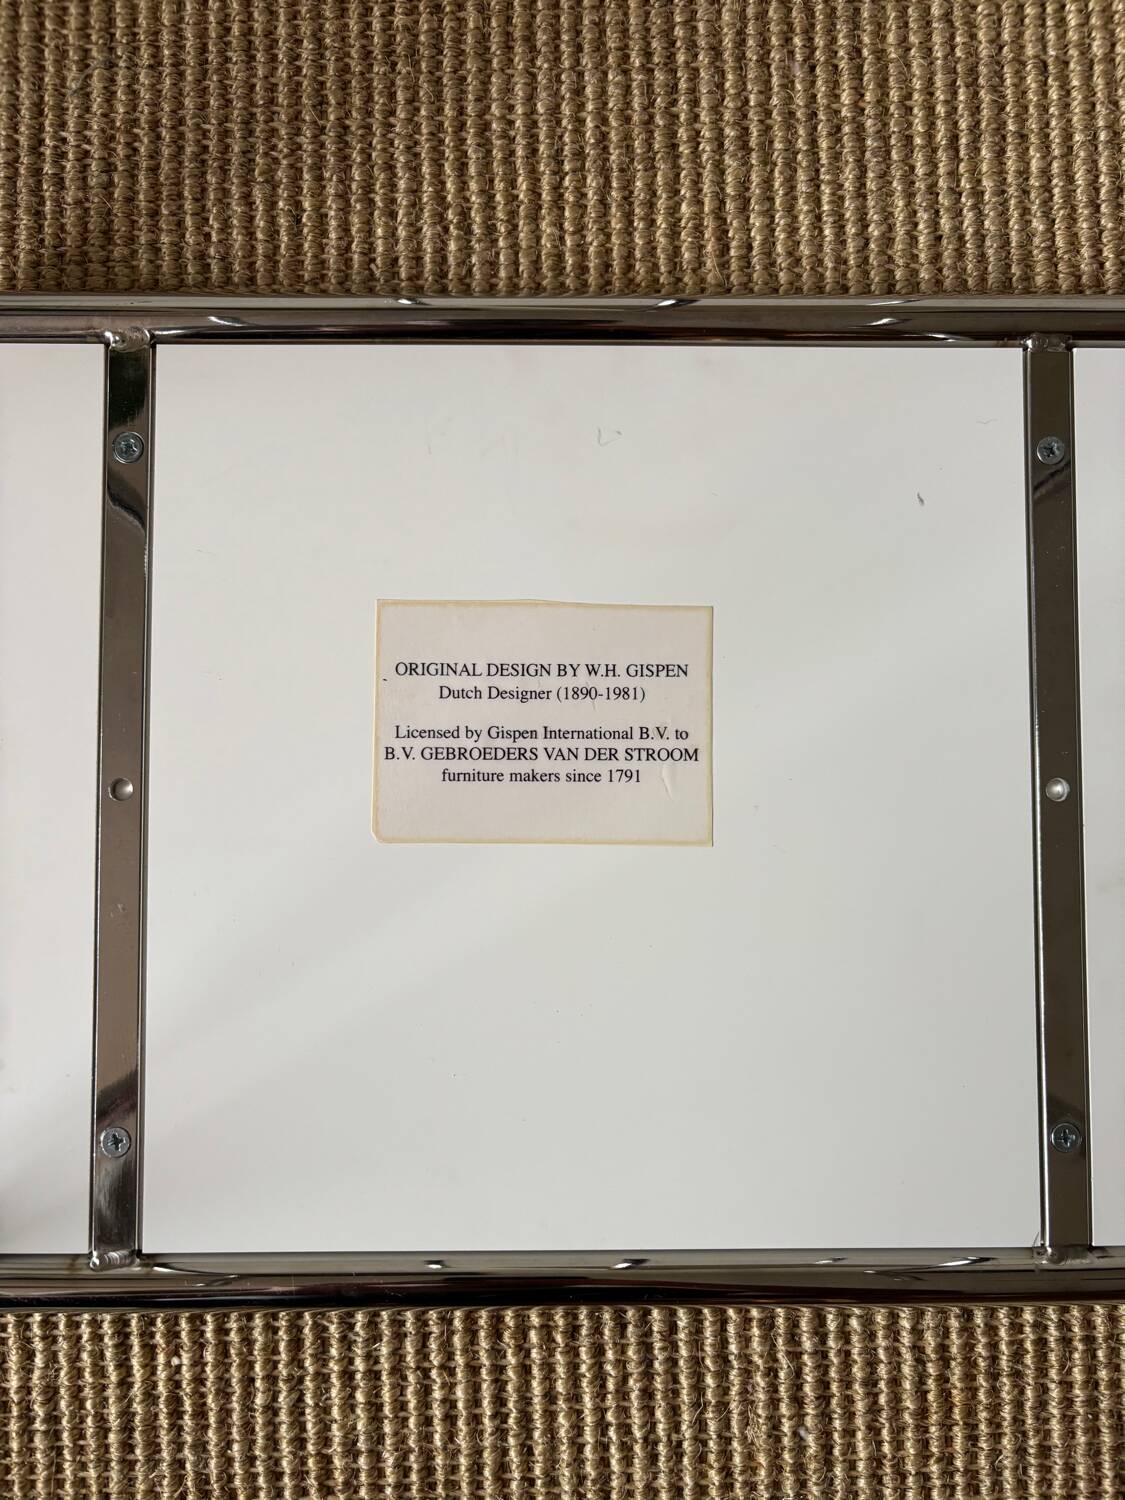 ORIGINAL DESIGN BY W.H. GISPEN
Dutch Designer (1890-1981)
Licensed by Gispen International B.V. to
B.V. GEBROEDERS VAN DER STROOM
furniture makers since 1791